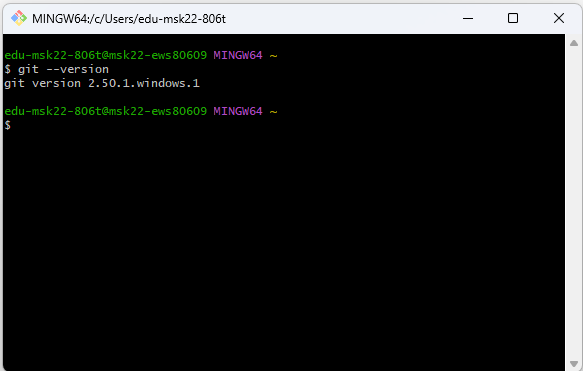 MINGW64:/c/Users/edu-msk22-806t
edu-msk22-806t@msk22-ews80609 MINGW64 ~
$ git --version
git version 2.50.1.windows.1
edu-msk22-806t@msk22-ews80609 MINGW64 ~
$